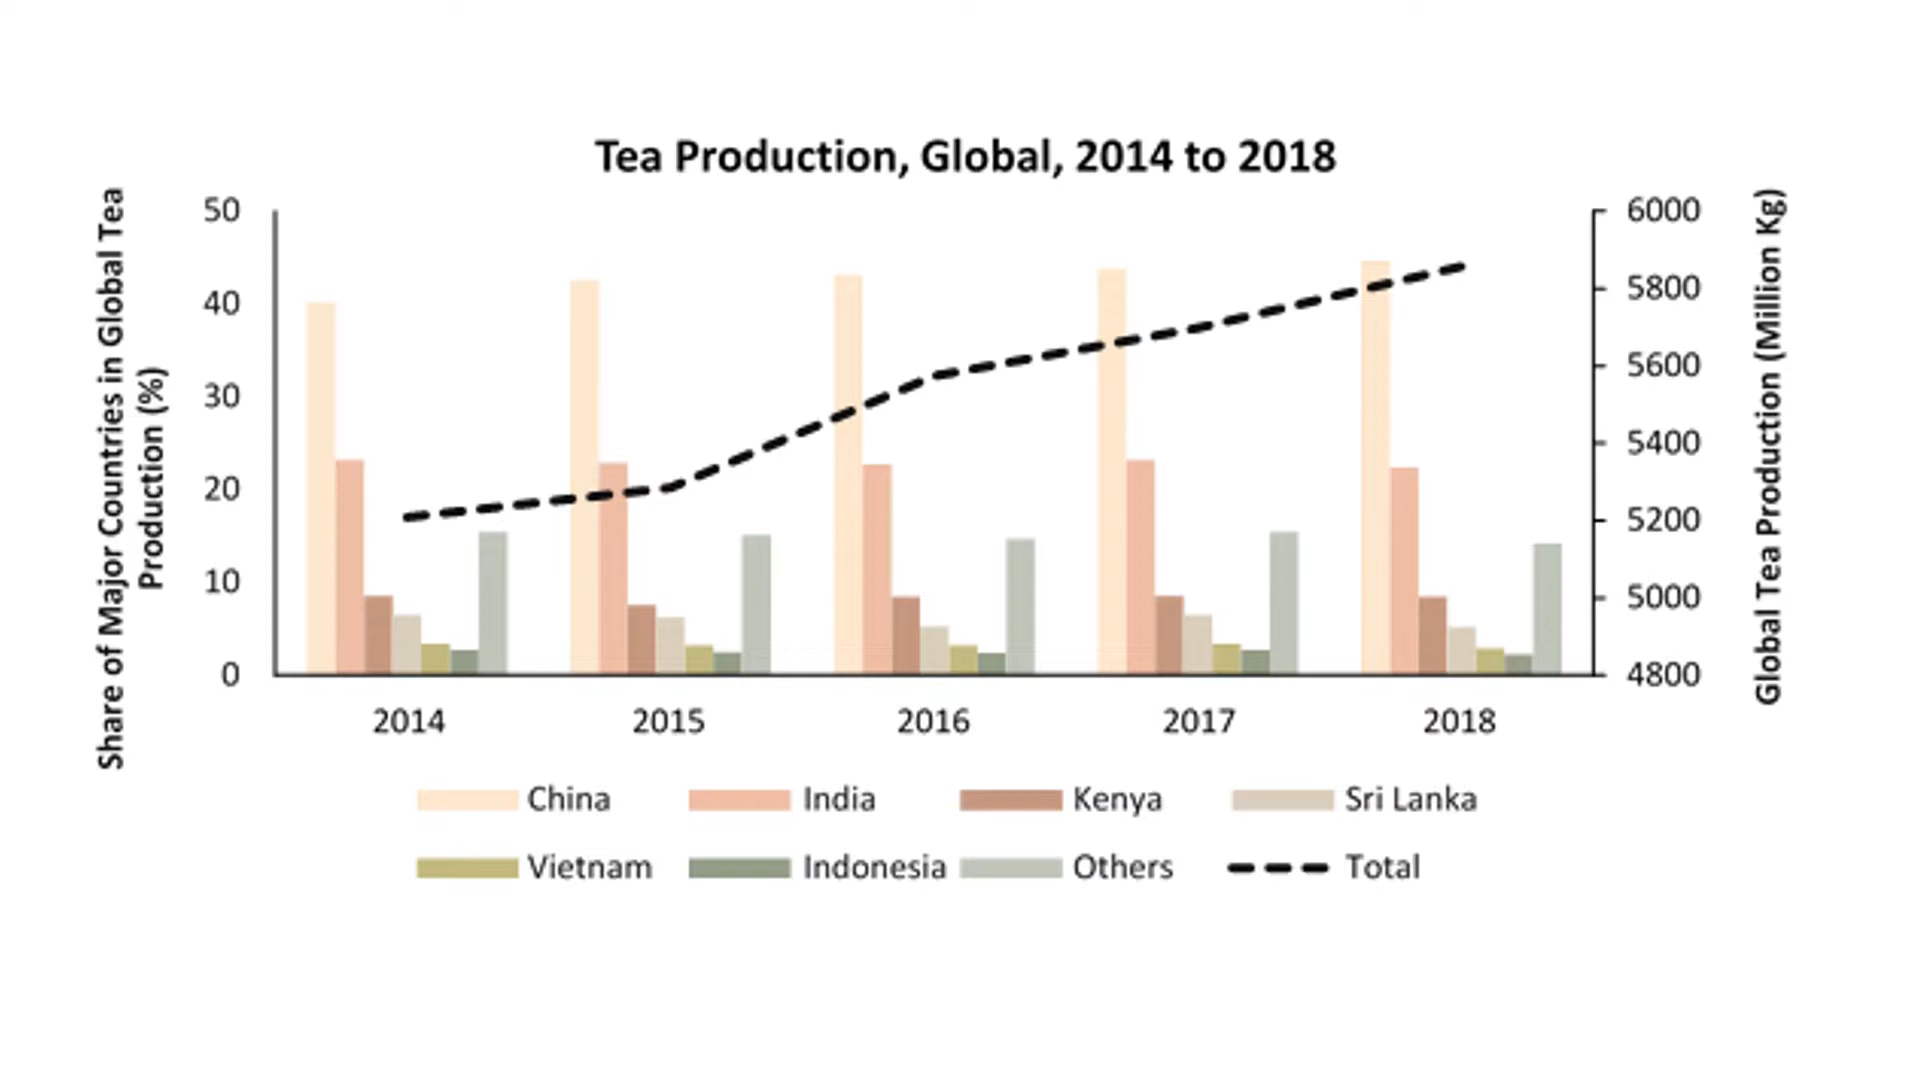 Tea Production, Global, 2014 to 2018
Share of Major Countries in Global Tea
Production (%)
50
40
30
20
10
0
6000
5800
5600
5400
5200
5000
4800
Global Tea Production (Million Kg)
2014 2015 2016 2017 2018
China India Kenya Sri Lanka
Vietnam Indonesia Others Total